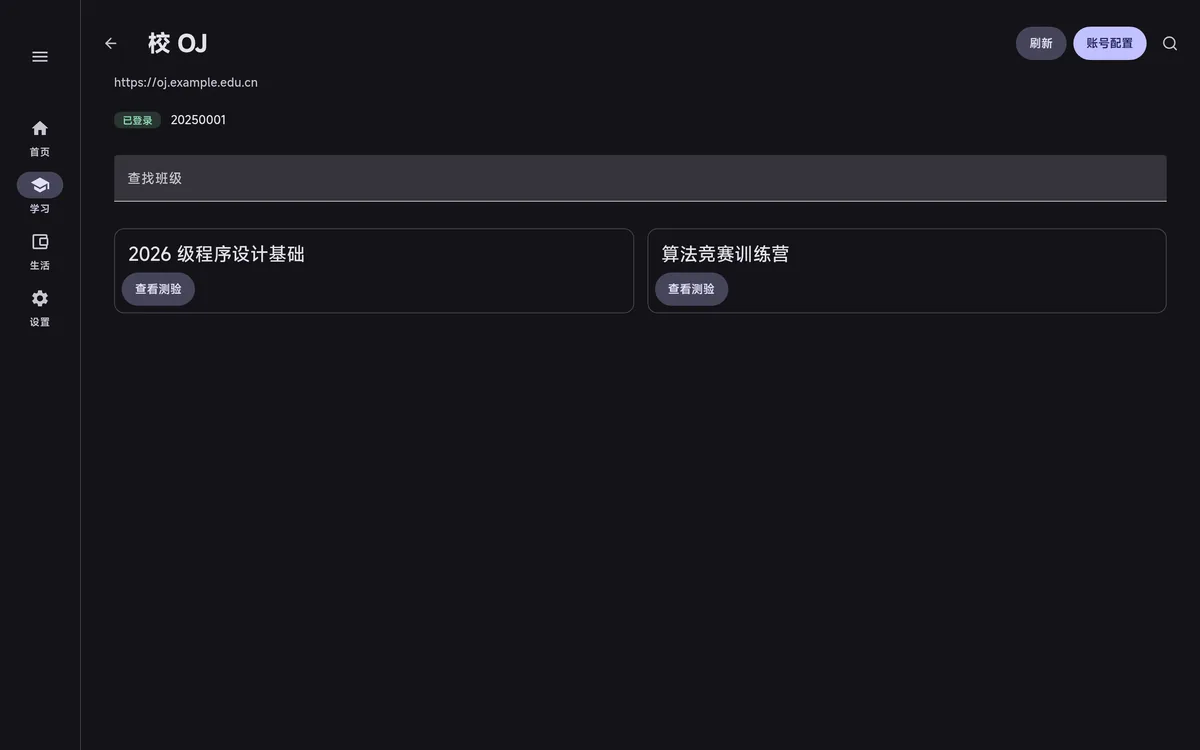 校 OJ
刷新
账号配置
https://oj.example.edu.cn
已登录 20250001
首页
学习
生活
设置
查找班级
2026 级程序设计基础
查看测验
算法竞赛训练营
查看测验